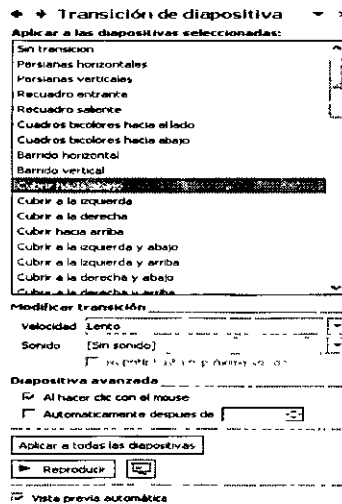 Transición de diapositiva
Aplicar a las diapositivas seleccionadas:
Sin transicion
Persianas horizontales
Persianas verticales
Recuadro entrante
Recuadro saliente
Cuadros bicolores hacia el lado
Cuadros bicolores hacia abajo
Barrido horizontal
Barrido vertical
Cubrir hacia abajo
Cubrir a la izquierda
Cubrir a la derecha
Cubrir hacia arriba
Cubrir a la izquierda y abajo
Cubrir a la izquierda y arriba
Cubrir a la derecha y abajo
Cubrir a la derecha y arriba
Modificar transición
Velocidad Lento
Sonido [Sin sonido]
Diapositiva avanzada
Al hacer clic con el mouse
Automaticamente despues de
Aplicar a todas las diapositivas
Reproducir
Vista previa automática